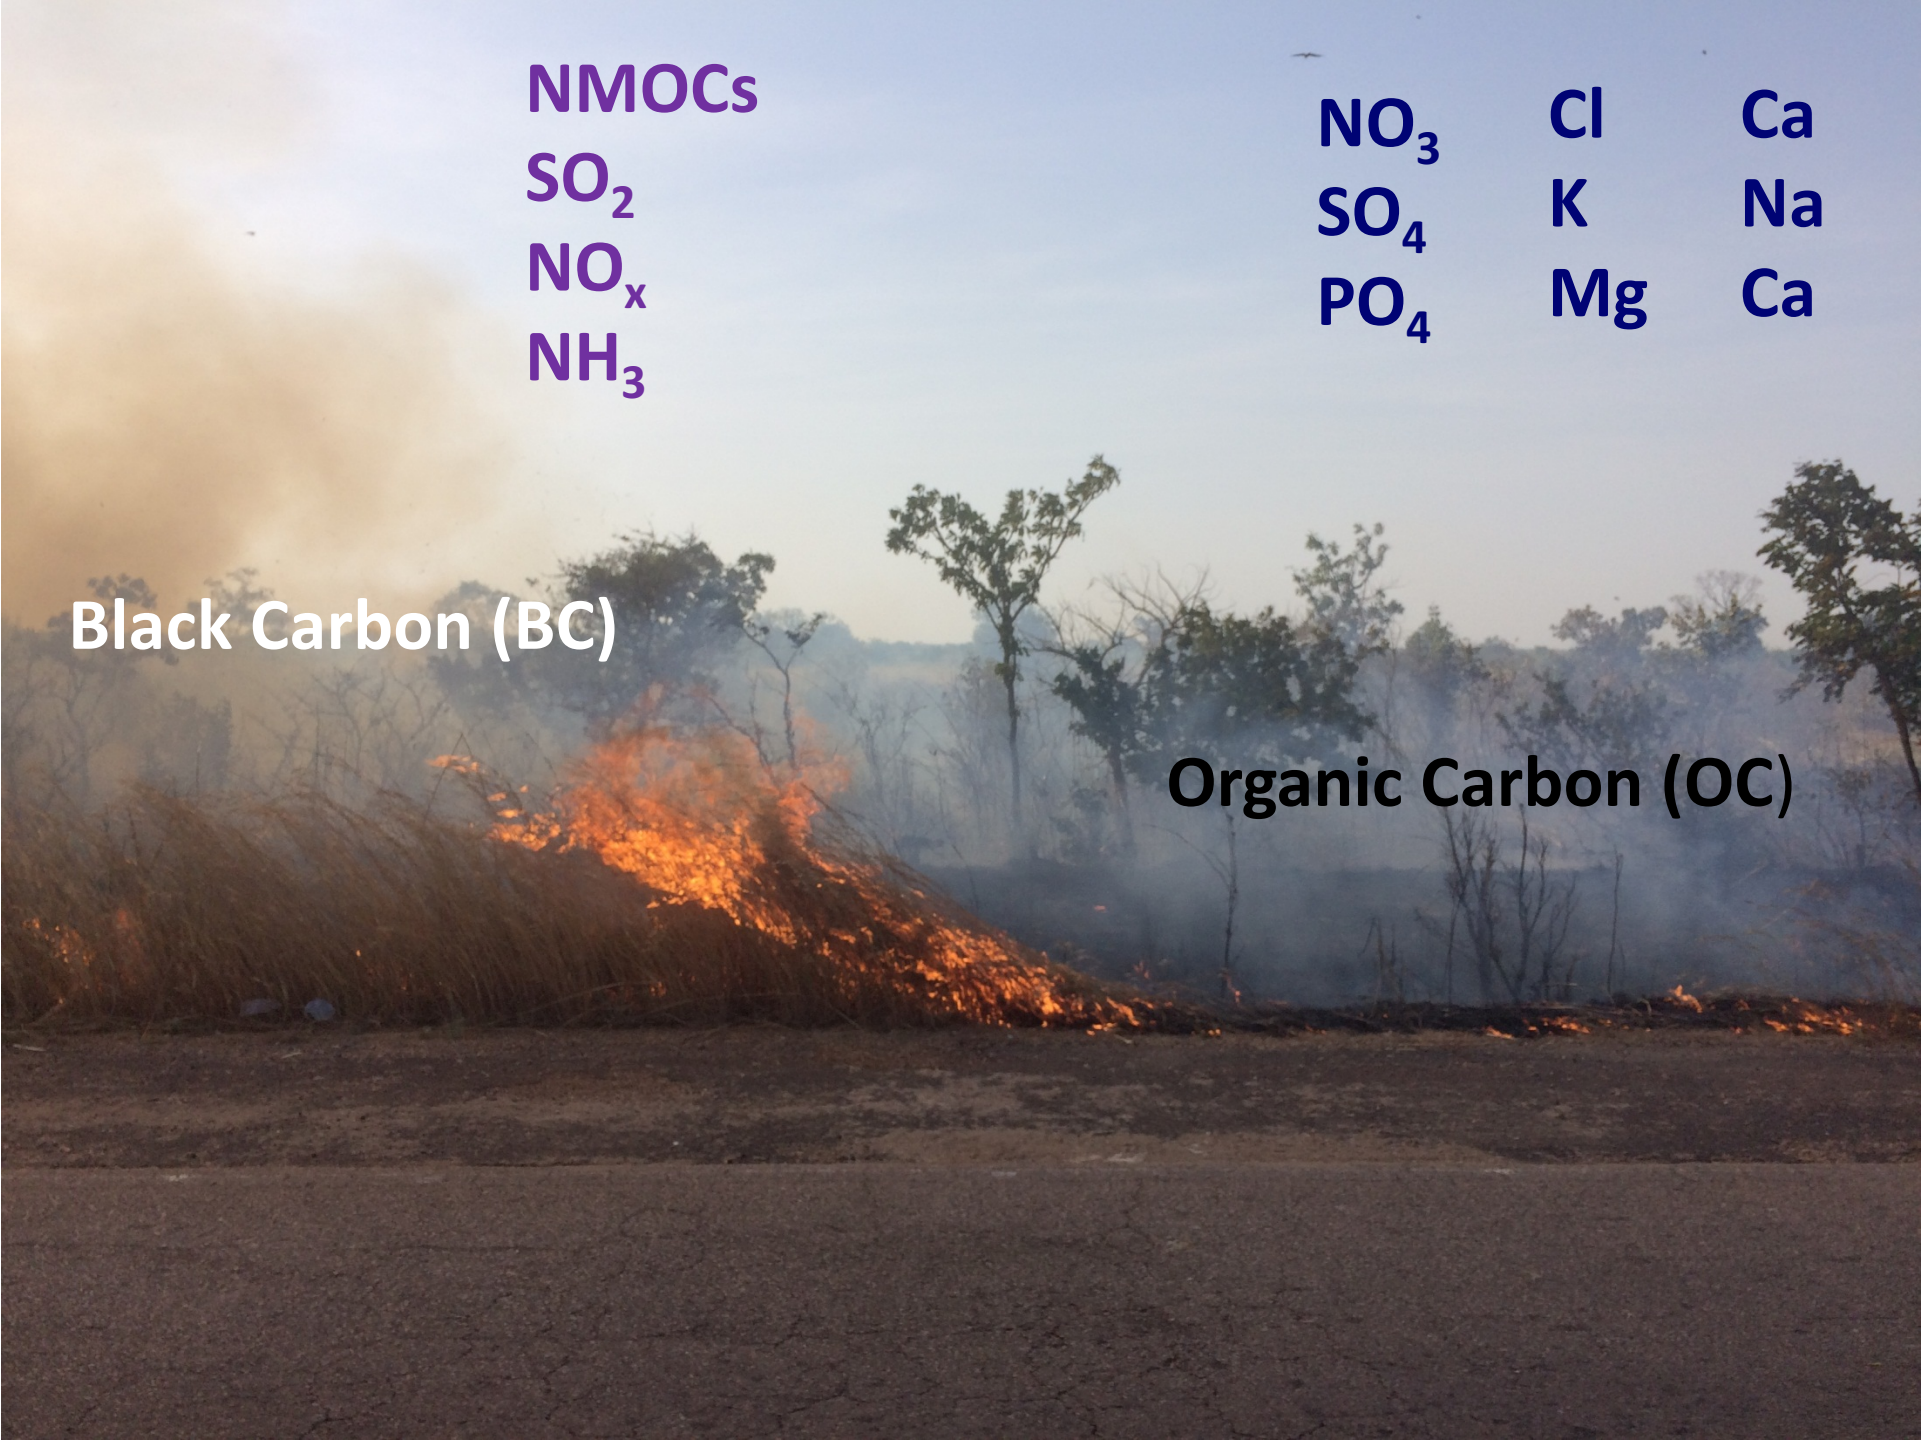 NMOCs
SO₂
NOₓ
NH₃
NO₃
SO₄
PO₄
Cl
K
Mg
Ca
Na
Ca
Black Carbon (BC)
Organic Carbon (OC)